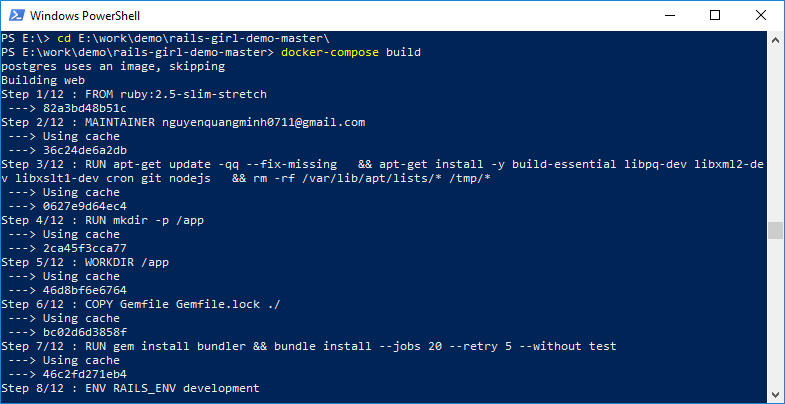 Windows PowerShell
PS E:\> cd E:\work\demo\rails-girl-demo-master\
PS E:\work\demo\rails-girl-demo-master> docker-compose build
postgres uses an image, skipping
Building web
Step 1/12 : FROM ruby:2.5-slim-stretch
 ---> 82a3bd48b51c
Step 2/12 : MAINTAINER nguyenquangminh0711@gmail.com
 ---> Using cache
 ---> 36c24de6a2db
Step 3/12 : RUN apt-get update -qq --fix-missing   && apt-get install -y build-essential libpq-dev libxml2-de
v libxslt1-dev cron git nodejs   && rm -rf /var/lib/apt/lists/* /tmp/*
 ---> Using cache
 ---> 0627e9d64ec4
Step 4/12 : RUN mkdir -p /app
 ---> Using cache
 ---> 2ca45f3cca77
Step 5/12 : WORKDIR /app
 ---> Using cache
 ---> 46d8bf6e6764
Step 6/12 : COPY Gemfile Gemfile.lock ./
 ---> Using cache
 ---> bc02d6d3858f
Step 7/12 : RUN gem install bundler && bundle install --jobs 20 --retry 5 --without test
 ---> Using cache
 ---> 46c2fd271eb4
Step 8/12 : ENV RAILS_ENV development